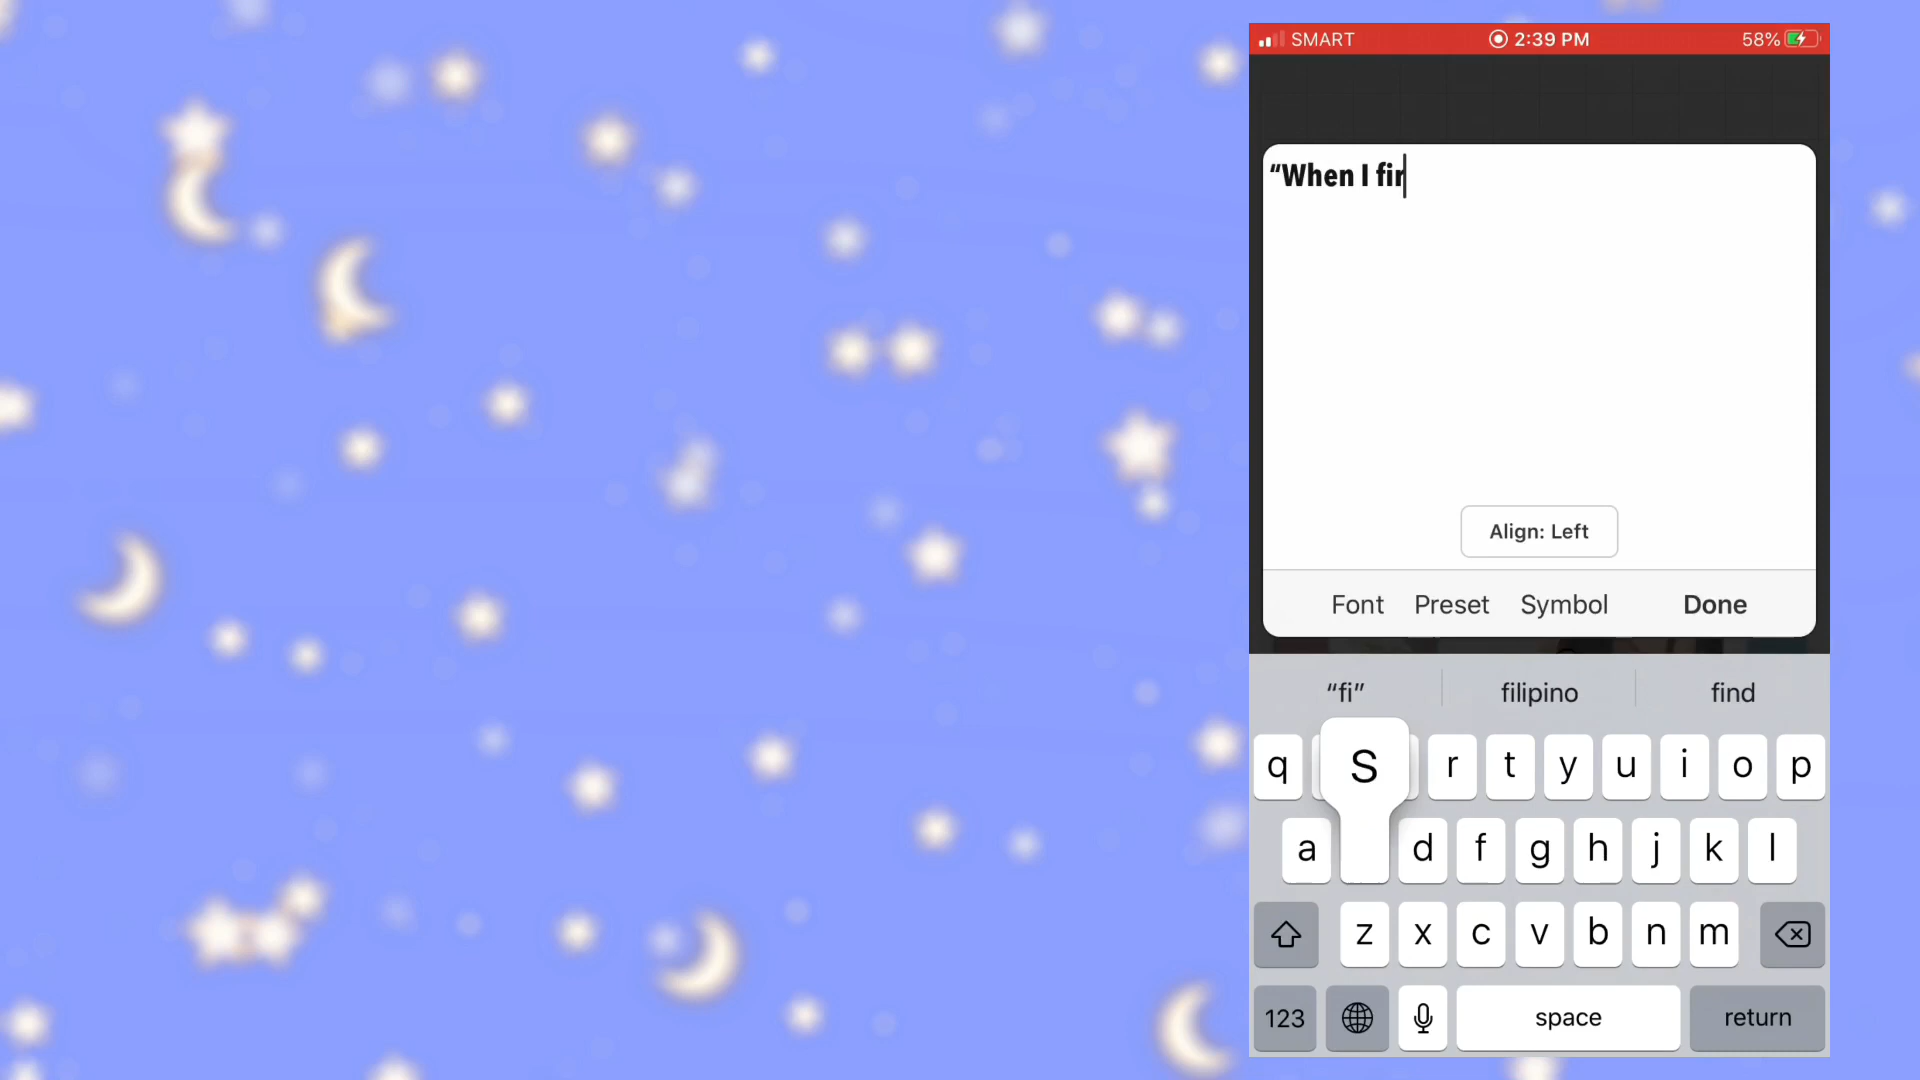 SMART 2:39 PM 58%
“When I fir
Align: Left
Font Preset Symbol Done
“fi” filipino find
q S r t y u i o p
a d f g h j k l
z x c v b n m
123 space return